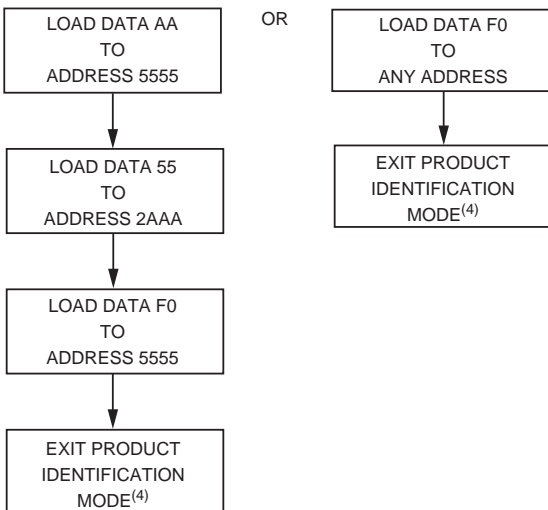 LOAD DATA AA
TO
ADDRESS 5555
LOAD DATA 55
TO
ADDRESS 2AAA
LOAD DATA F0
TO
ADDRESS 5555
EXIT PRODUCT
IDENTIFICATION
MODE(4)
OR
LOAD DATA F0
TO
ANY ADDRESS
EXIT PRODUCT
IDENTIFICATION
MODE(4)